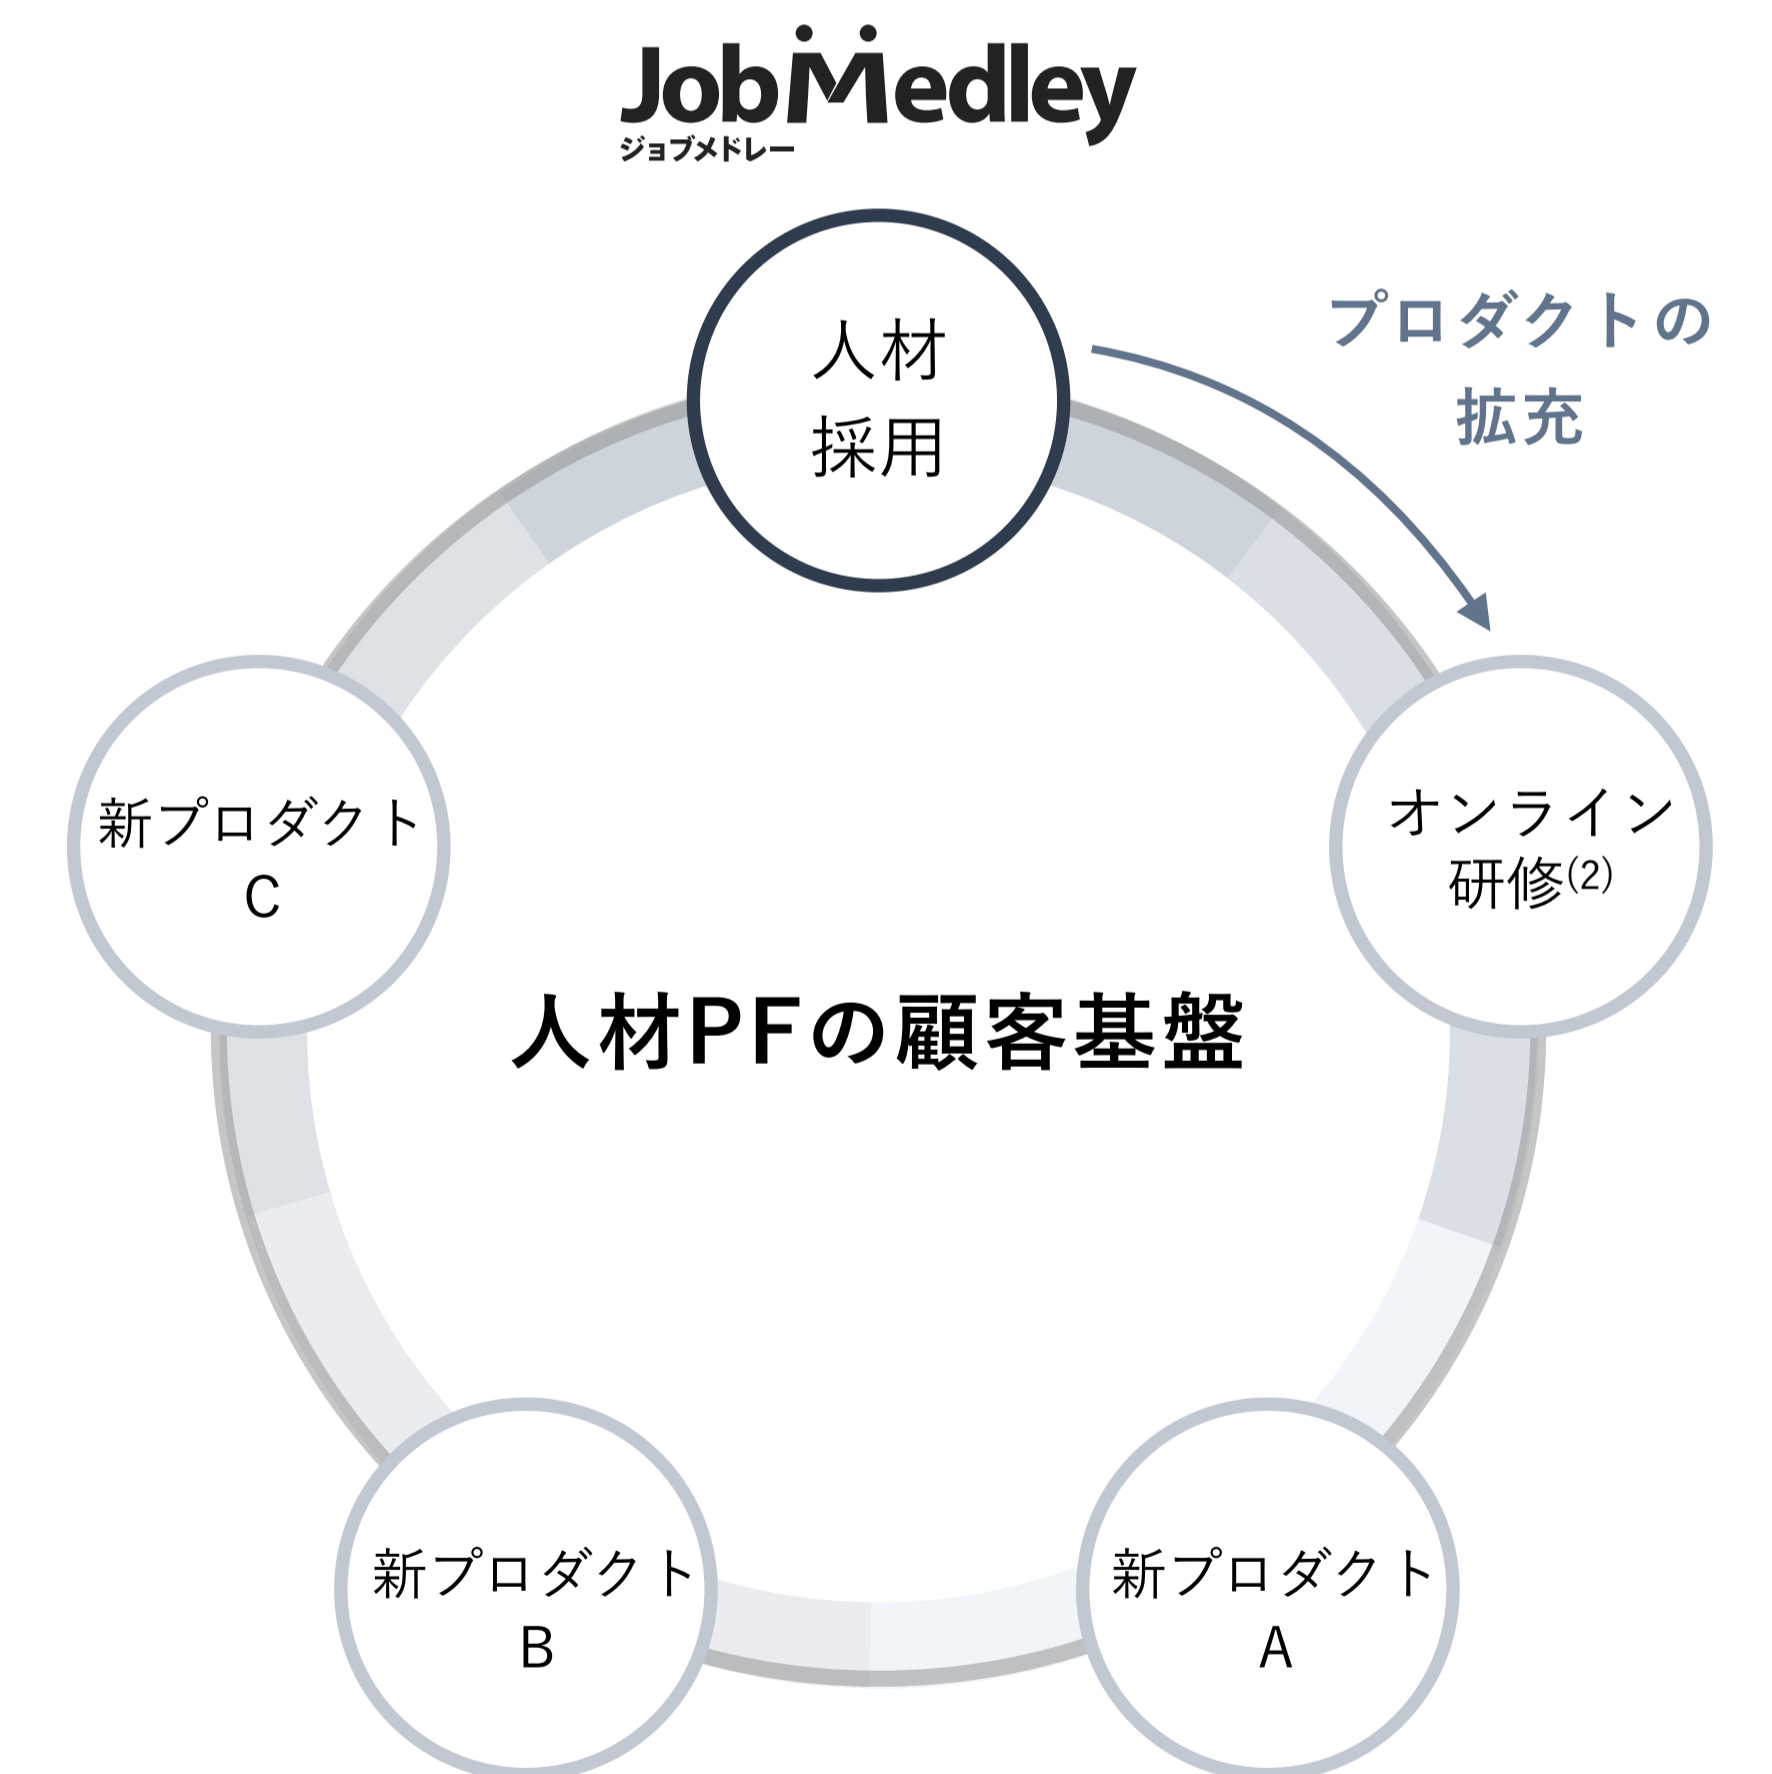 JobMedley
ジョブメドレー
人材
採用
プロダクトの
拡充
オンライン
研修(2)
新プロダクト
C
人材PFの顧客基盤
新プロダクト
B
新プロダクト
A